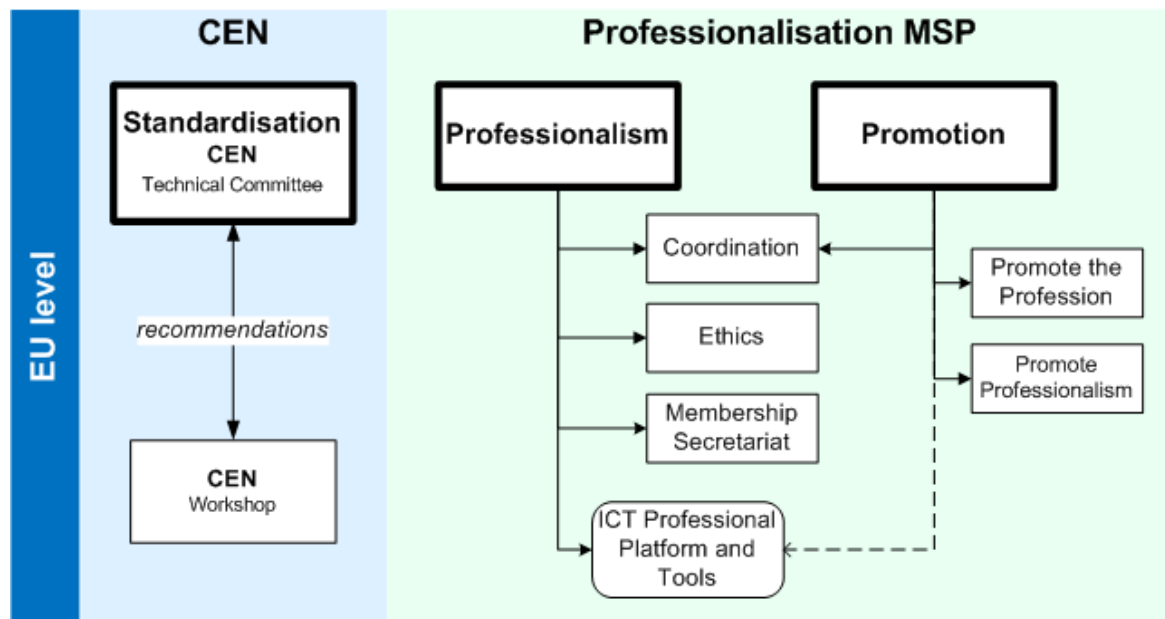 CEN
Professionalisation MSP
EU level
Standardisation
CEN
Technical Committee
recommendations
CEN
Workshop
Professionalism
Promotion
Coordination
Ethics
Membership
Secretariat
ICT Professional
Platform and
Tools
Promote the
Profession
Promote
Professionalism